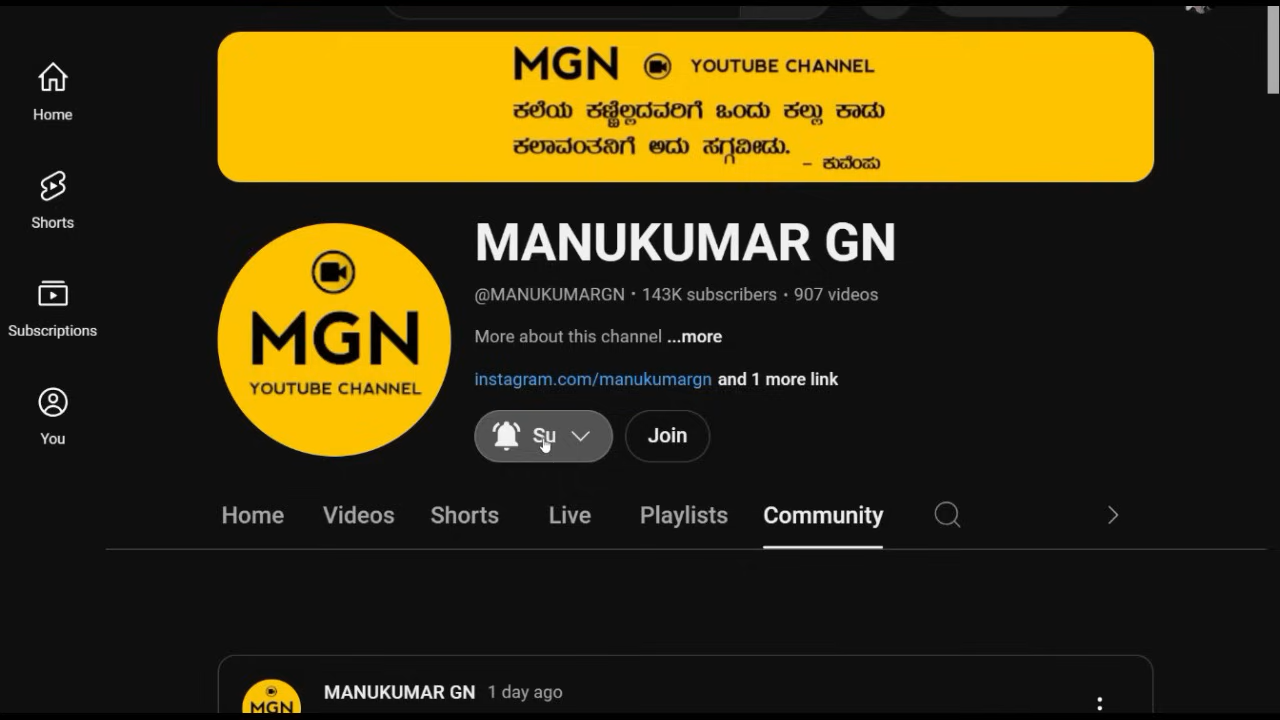 MGN YOUTUBE CHANNEL
ಕಲೆಯ ಕಣ್ಣಿಲ್ಲದವರಿಗೆ ಒಂದು ಕಲ್ಲು ಕಾಡು
ಕಲಾವಂತನಿಗೆ ಅದು ಸಗ್ಗವೀಡು.
– ಕುವೆಂಪು
Home
Shorts
Subscriptions
You
MGN
YOUTUBE CHANNEL
MANUKUMAR GN
@MANUKUMARGN • 143K subscribers • 907 videos
More about this channel ...more
instagram.com/manukumargn and 1 more link
Su
Join
Home Videos Shorts Live Playlists Community
MGN
MANUKUMAR GN 1 day ago